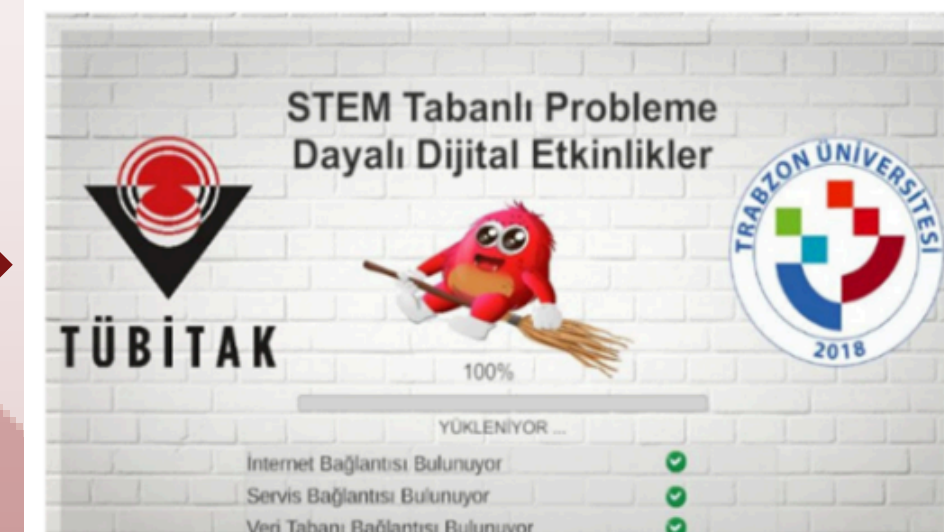 STEM Tabanlı Probleme
Dayalı Dijital Etkinlikler
TÜBİTAK
TRABZON ÜNİVERSİTESİ
2018
100%
YÜKLENİYOR ...
İnternet Bağlantısı Bulunuyor
Servis Bağlantısı Bulunuyor
Veri Tabanı Bağlantısı Bulunuyor